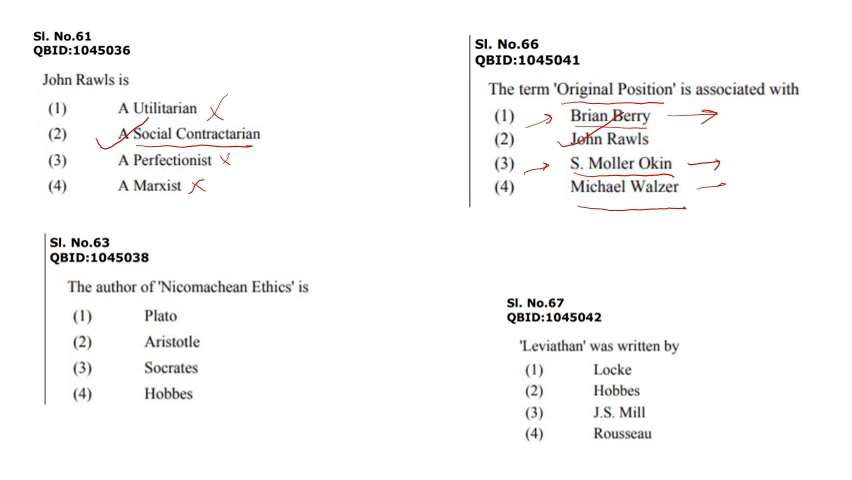 Sl. No.61
QBID:1045036
John Rawls is
(1) A Utilitarian
(2) A Social Contractarian
(3) A Perfectionist
(4) A Marxist
Sl. No.66
QBID:1045041
The term 'Original Position' is associated with
(1) Brian Berry
(2) John Rawls
(3) S. Moller Okin
(4) Michael Walzer
Sl. No.63
QBID:1045038
The author of 'Nicomachean Ethics' is
(1) Plato
(2) Aristotle
(3) Socrates
(4) Hobbes
Sl. No.67
QBID:1045042
'Leviathan' was written by
(1) Locke
(2) Hobbes
(3) J.S. Mill
(4) Rousseau